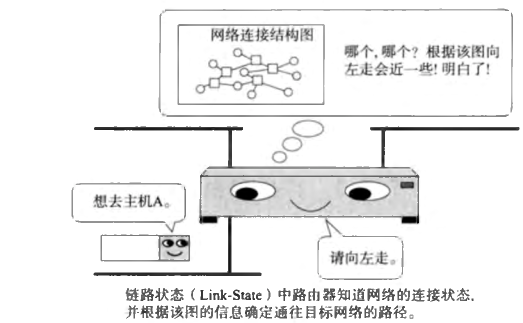 网络连接结构图
哪个,哪个?根据该图向
左走会近一些!明白了!
想去主机A。
请向左走。
链路状态(Link-State)中路由器知道网络的连接状态,
并根据该图的信息确定通往目标网络的路径。